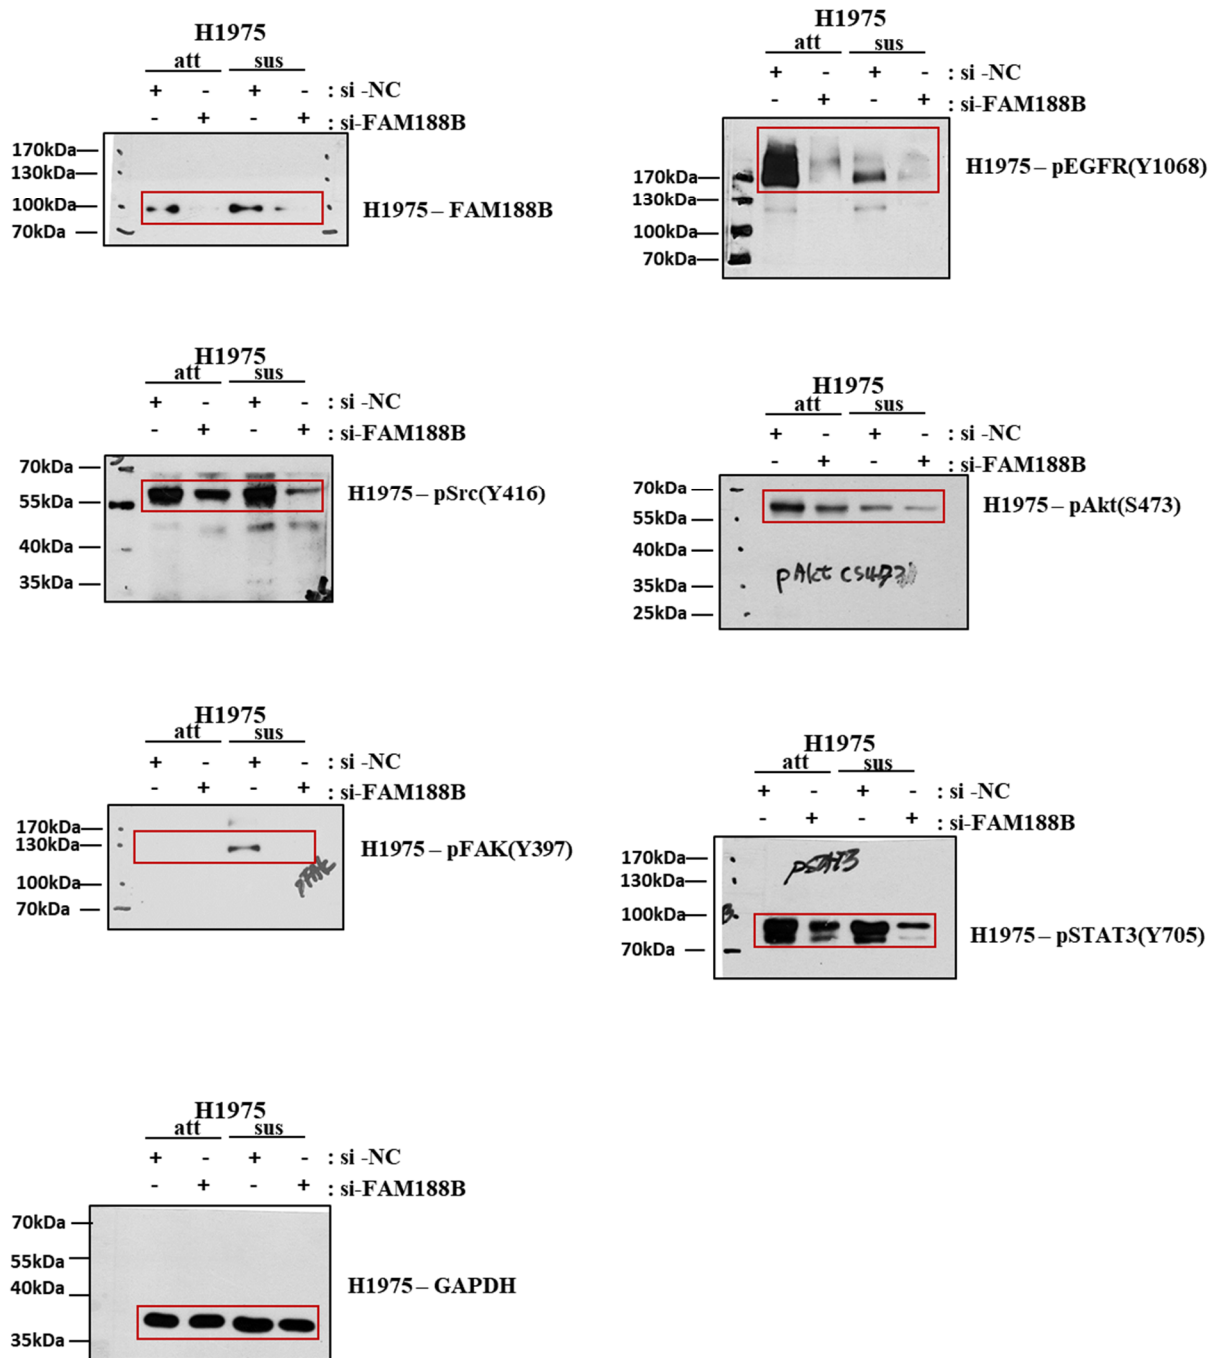 H1975
att sus
+ - + - : si -NC
- + - + : si-FAM188B
170kDa
130kDa
100kDa
70kDa
H1975 – FAM188B
H1975
att sus
+ - + - : si -NC
- + - + : si-FAM188B
170kDa
130kDa
100kDa
70kDa
H1975 – pEGFR(Y1068)
H1975
att sus
+ - + - : si -NC
- + - + : si-FAM188B
70kDa
55kDa
40kDa
35kDa
H1975 – pSrc(Y416)
H1975
att sus
+ - + - : si -NC
- + - + : si-FAM188B
70kDa
55kDa
40kDa
35kDa
25kDa
pAkt CS473
H1975 – pAkt(S473)
H1975
att sus
+ - + - : si -NC
- + - + : si-FAM188B
170kDa
130kDa
100kDa
70kDa
pFAK
H1975 – pFAK(Y397)
H1975
att sus
+ - + - : si -NC
- + - + : si-FAM188B
170kDa
130kDa
100kDa
70kDa
pSTAT3
H1975 – pSTAT3(Y705)
H1975
att sus
+ - + - : si -NC
- + - + : si-FAM188B
70kDa
55kDa
40kDa
35kDa
H1975 – GAPDH